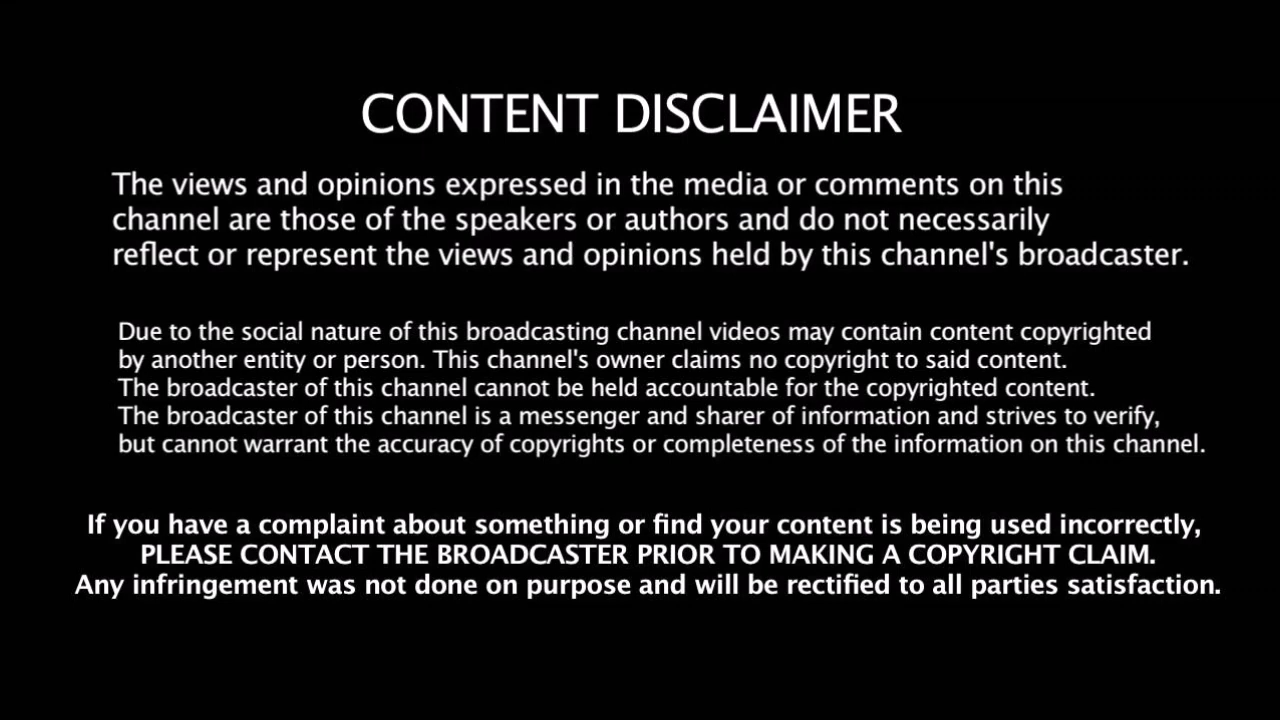 CONTENT DISCLAIMER
The views and opinions expressed in the media or comments on this
channel are those of the speakers or authors and do not necessarily
reflect or represent the views and opinions held by this channel's broadcaster.
Due to the social nature of this broadcasting channel videos may contain content copyrighted
by another entity or person. This channel's owner claims no copyright to said content.
The broadcaster of this channel cannot be held accountable for the copyrighted content.
The broadcaster of this channel is a messenger and sharer of information and strives to verify,
but cannot warrant the accuracy of copyrights or completeness of the information on this channel.
If you have a complaint about something or find your content is being used incorrectly,
PLEASE CONTACT THE BROADCASTER PRIOR TO MAKING A COPYRIGHT CLAIM.
Any infringement was not done on purpose and will be rectified to all parties satisfaction.